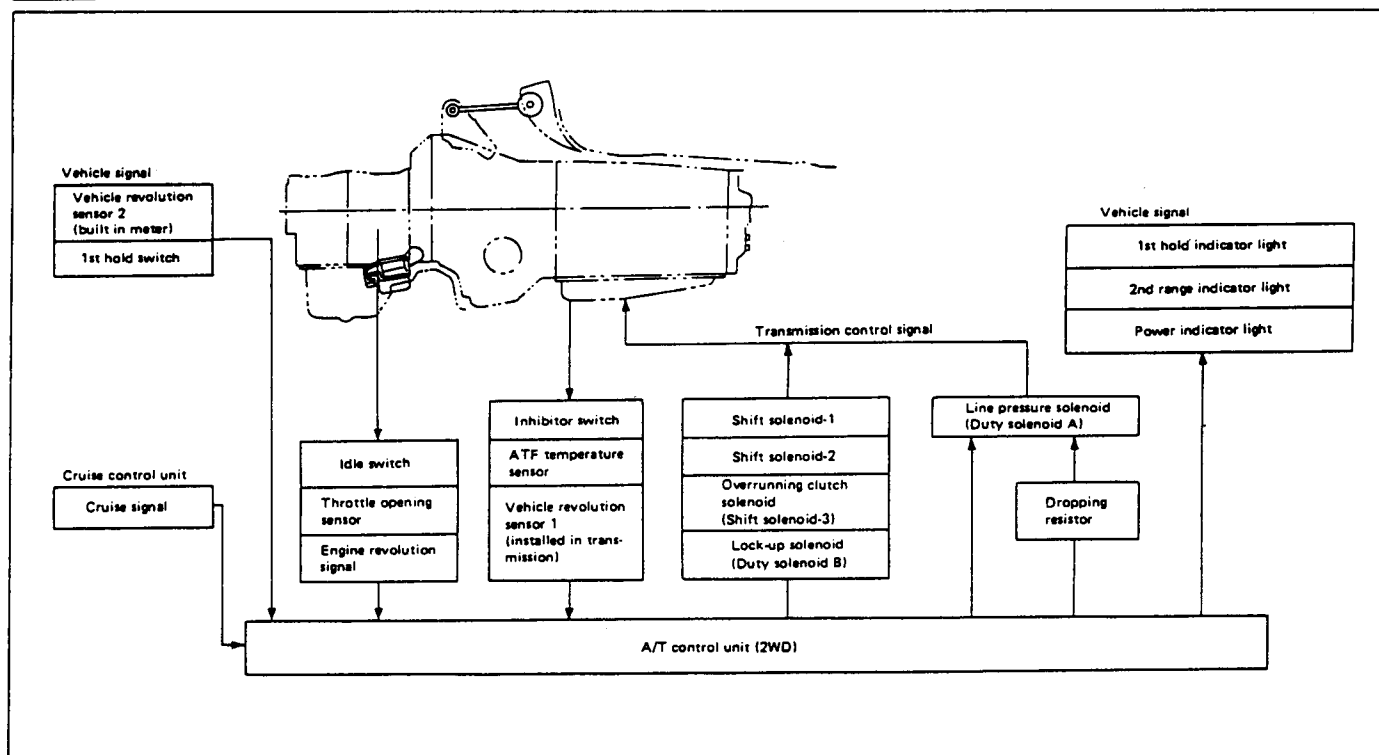 Vehicle signal
Vehicle revolution
sensor 2
(built in meter)
1st hold switch
Cruise control unit
Cruise signal
Idle switch
Throttle opening
sensor
Engine revolution
signal
Inhibitor switch
ATF temperature
sensor
Vehicle revolution
sensor 1
(installed in trans-
mission)
Transmission control signal
Shift solenoid-1
Shift solenoid-2
Overrunning clutch
solenoid
(Shift solenoid-3)
Lock-up solenoid
(Duty solenoid B)
Line pressure solenoid
(Duty solenoid A)
Dropping
resistor
Vehicle signal
1st hold indicator light
2nd range indicator light
Power indicator light
A/T control unit (2WD)